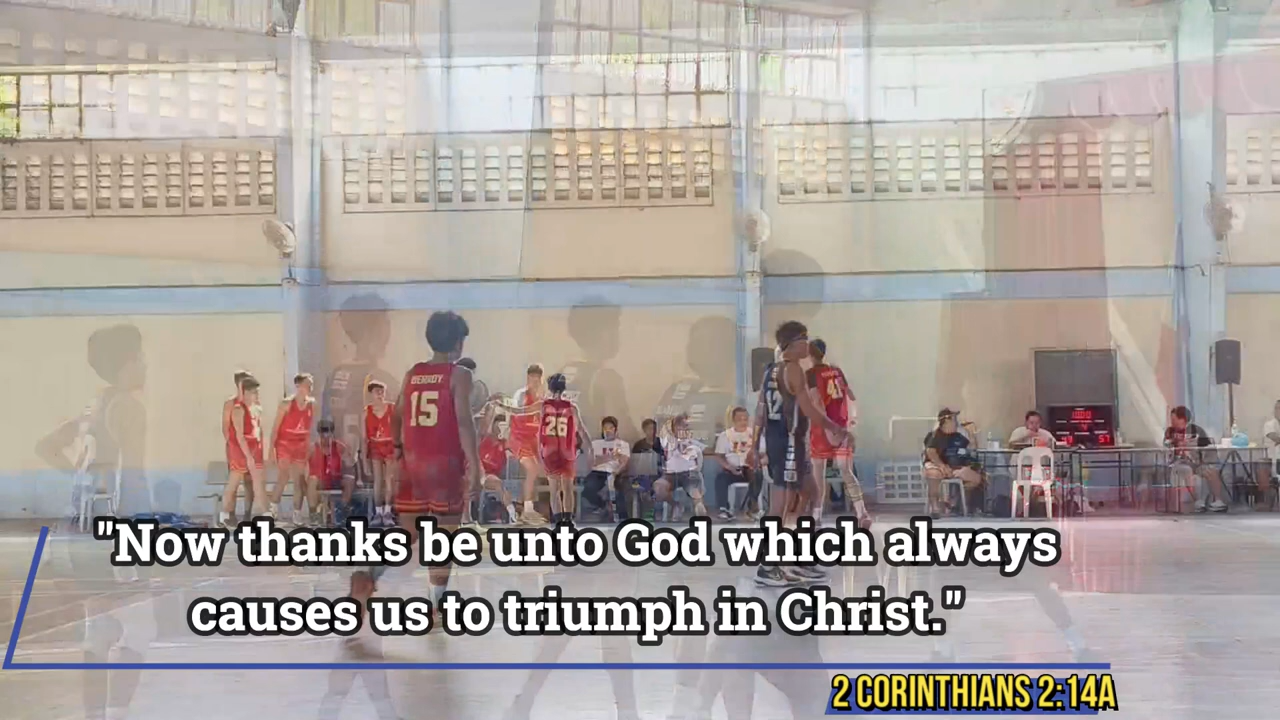 15
26
12
41
57
"Now thanks be unto God which always
causes us to triumph in Christ."
2 CORINTHIANS 2:14A